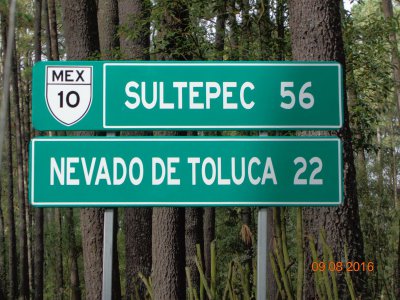 MEX
10
SULTEPEC 56
NEVADO DE TOLUCA 22
09 08 2016